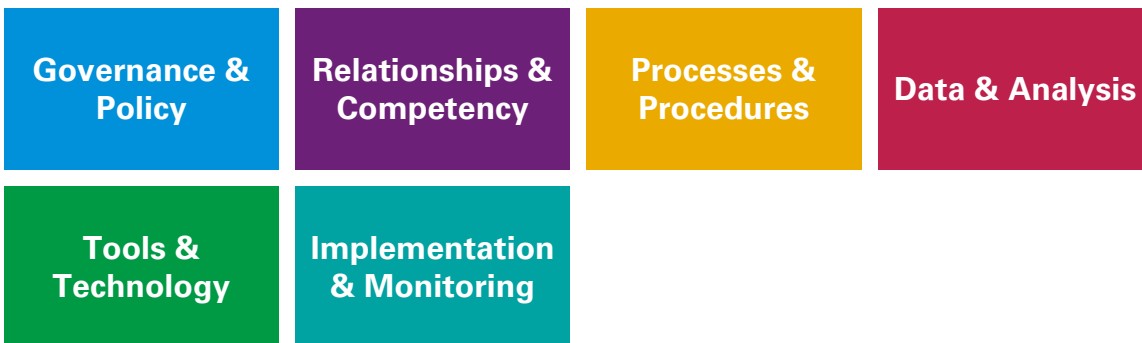 Governance &
Policy
Relationships &
Competency
Processes &
Procedures
Data & Analysis
Tools &
Technology
Implementation
& Monitoring